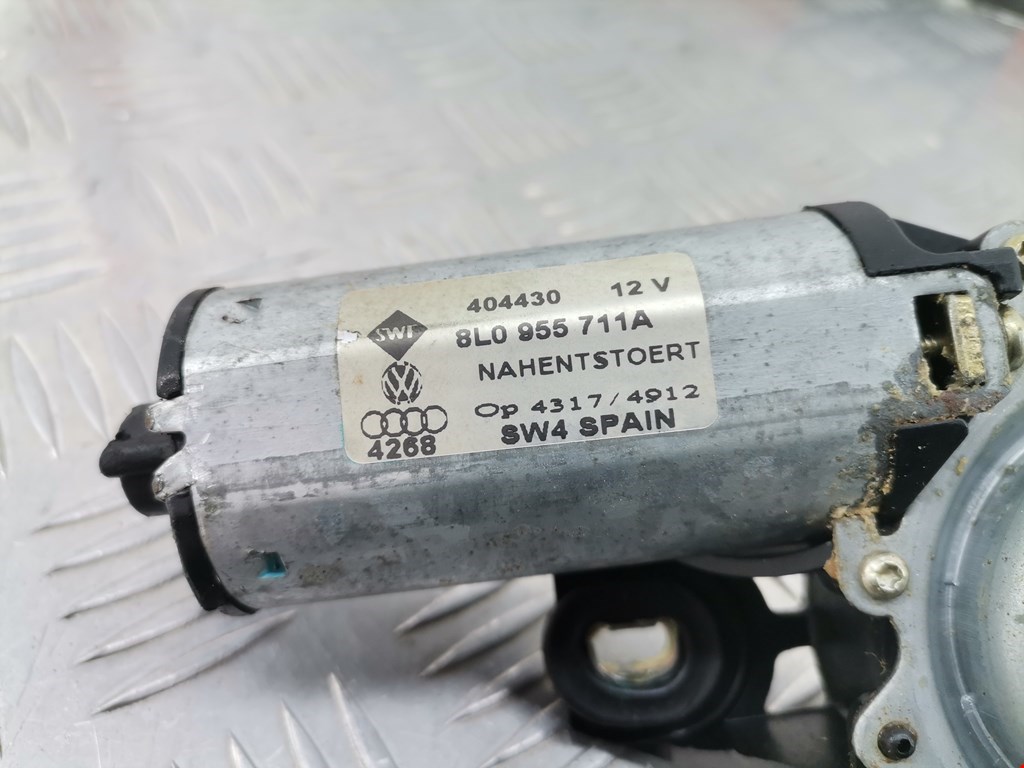 404430 12 V
SWF 8L0 955 711A
NAHENTSTOERT
Op 4317/4912
4268 SW4 SPAIN